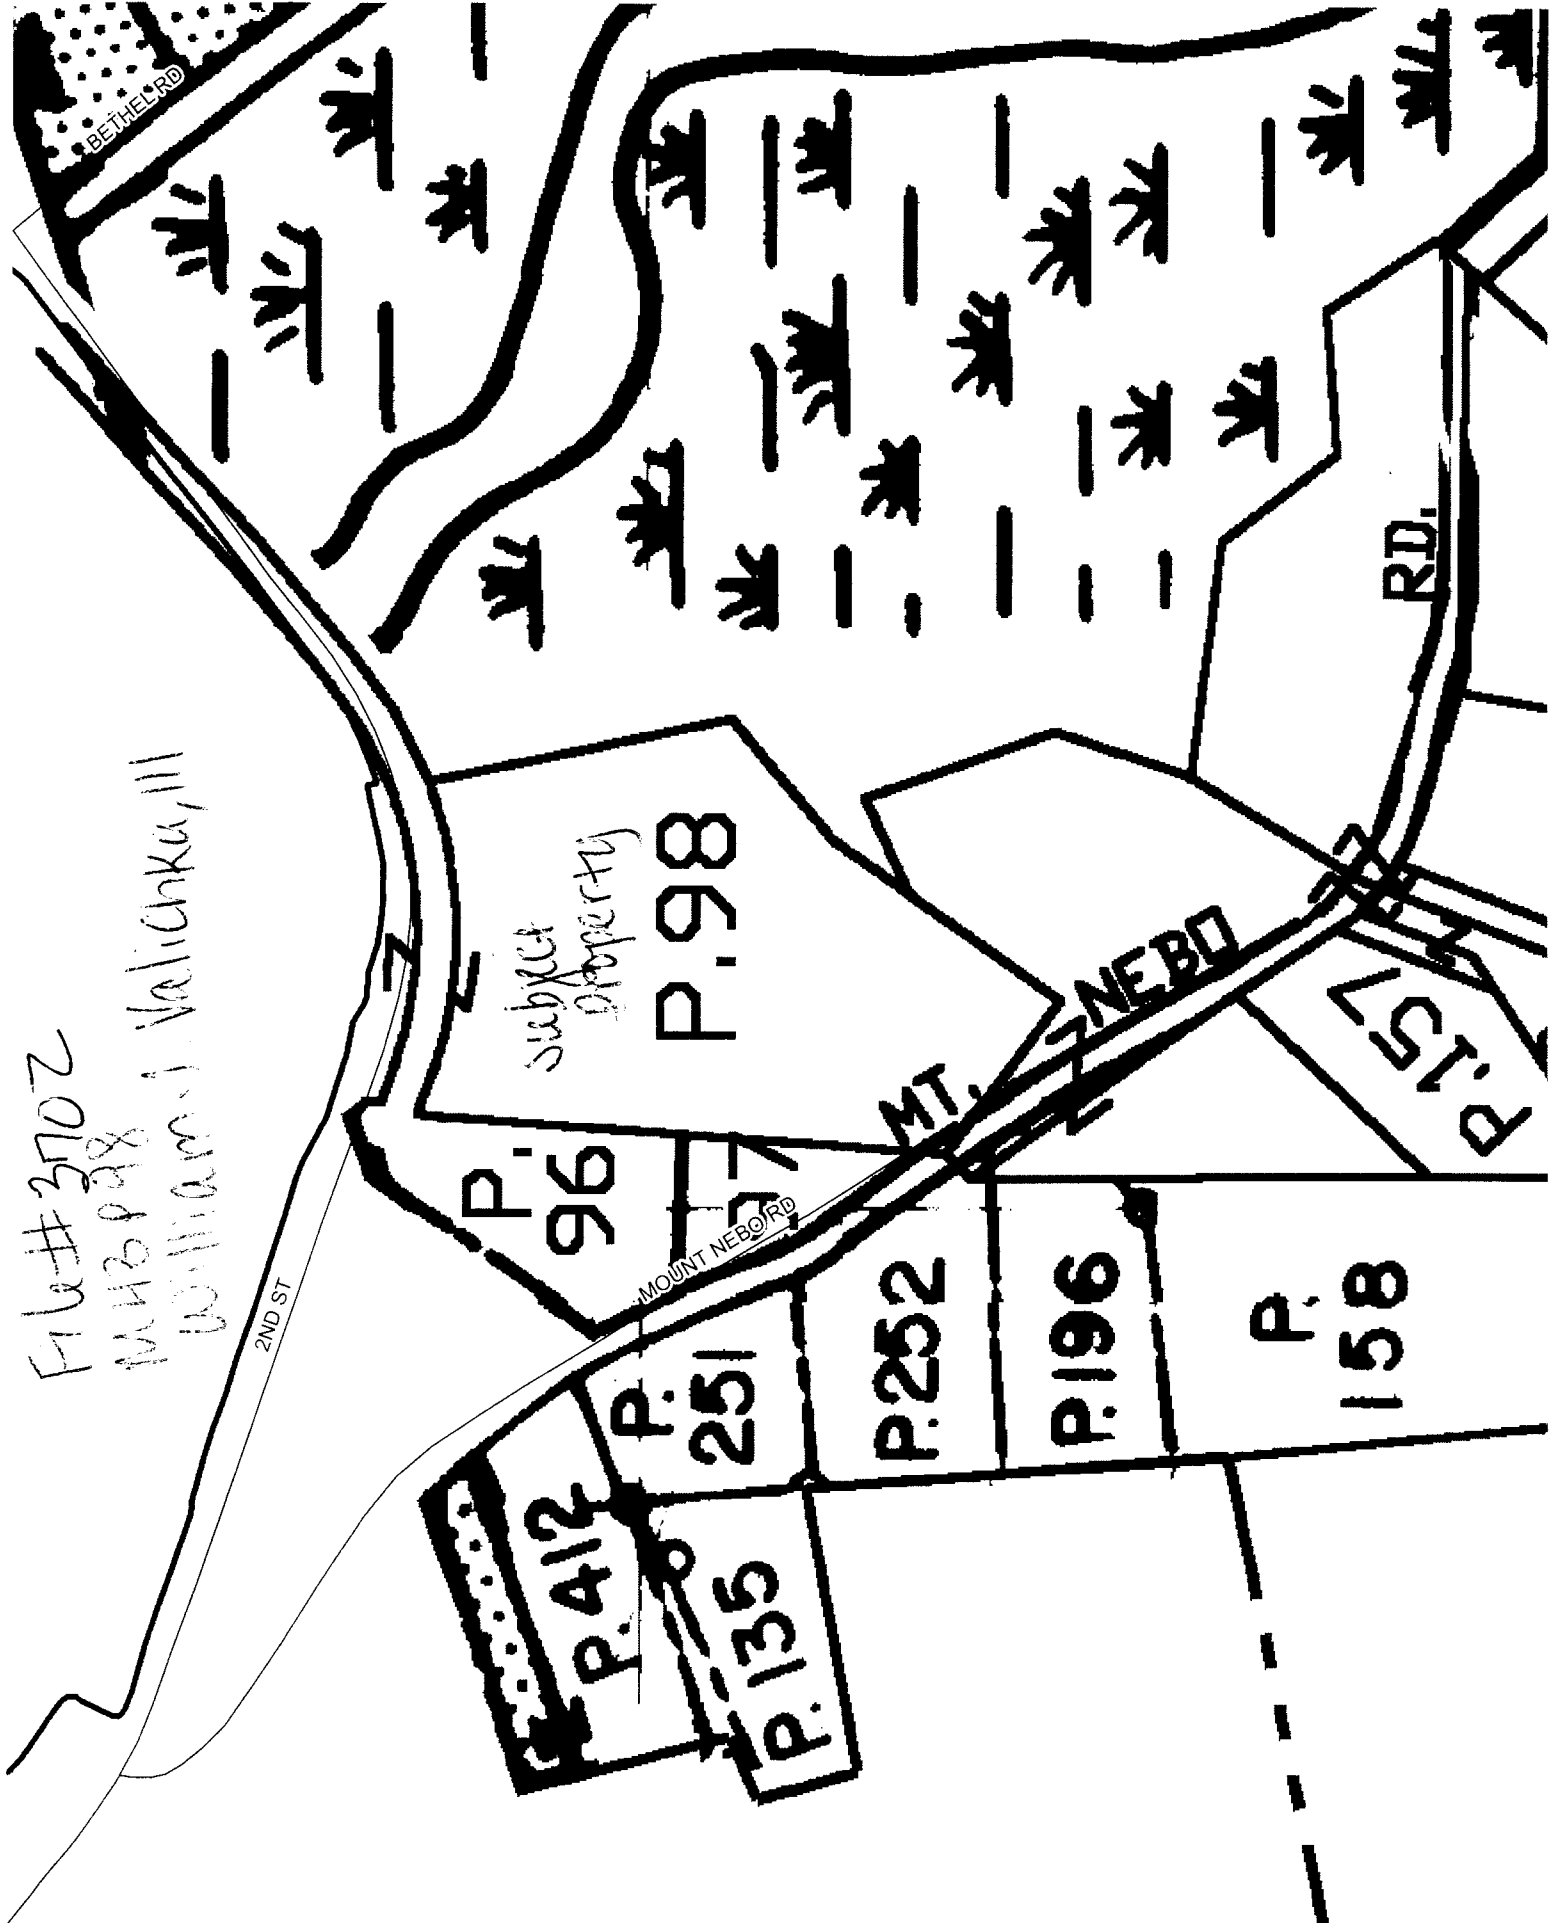 File # 3702
M43 P98
William J. Valichka, III
BETHEL RD
2ND ST
subject
property
P.98
P.
96
MT. NEBO RD.
MOUNT NEBO RD
P.
251
P.252
P.196
P.
158
P.157
P.412
P.135